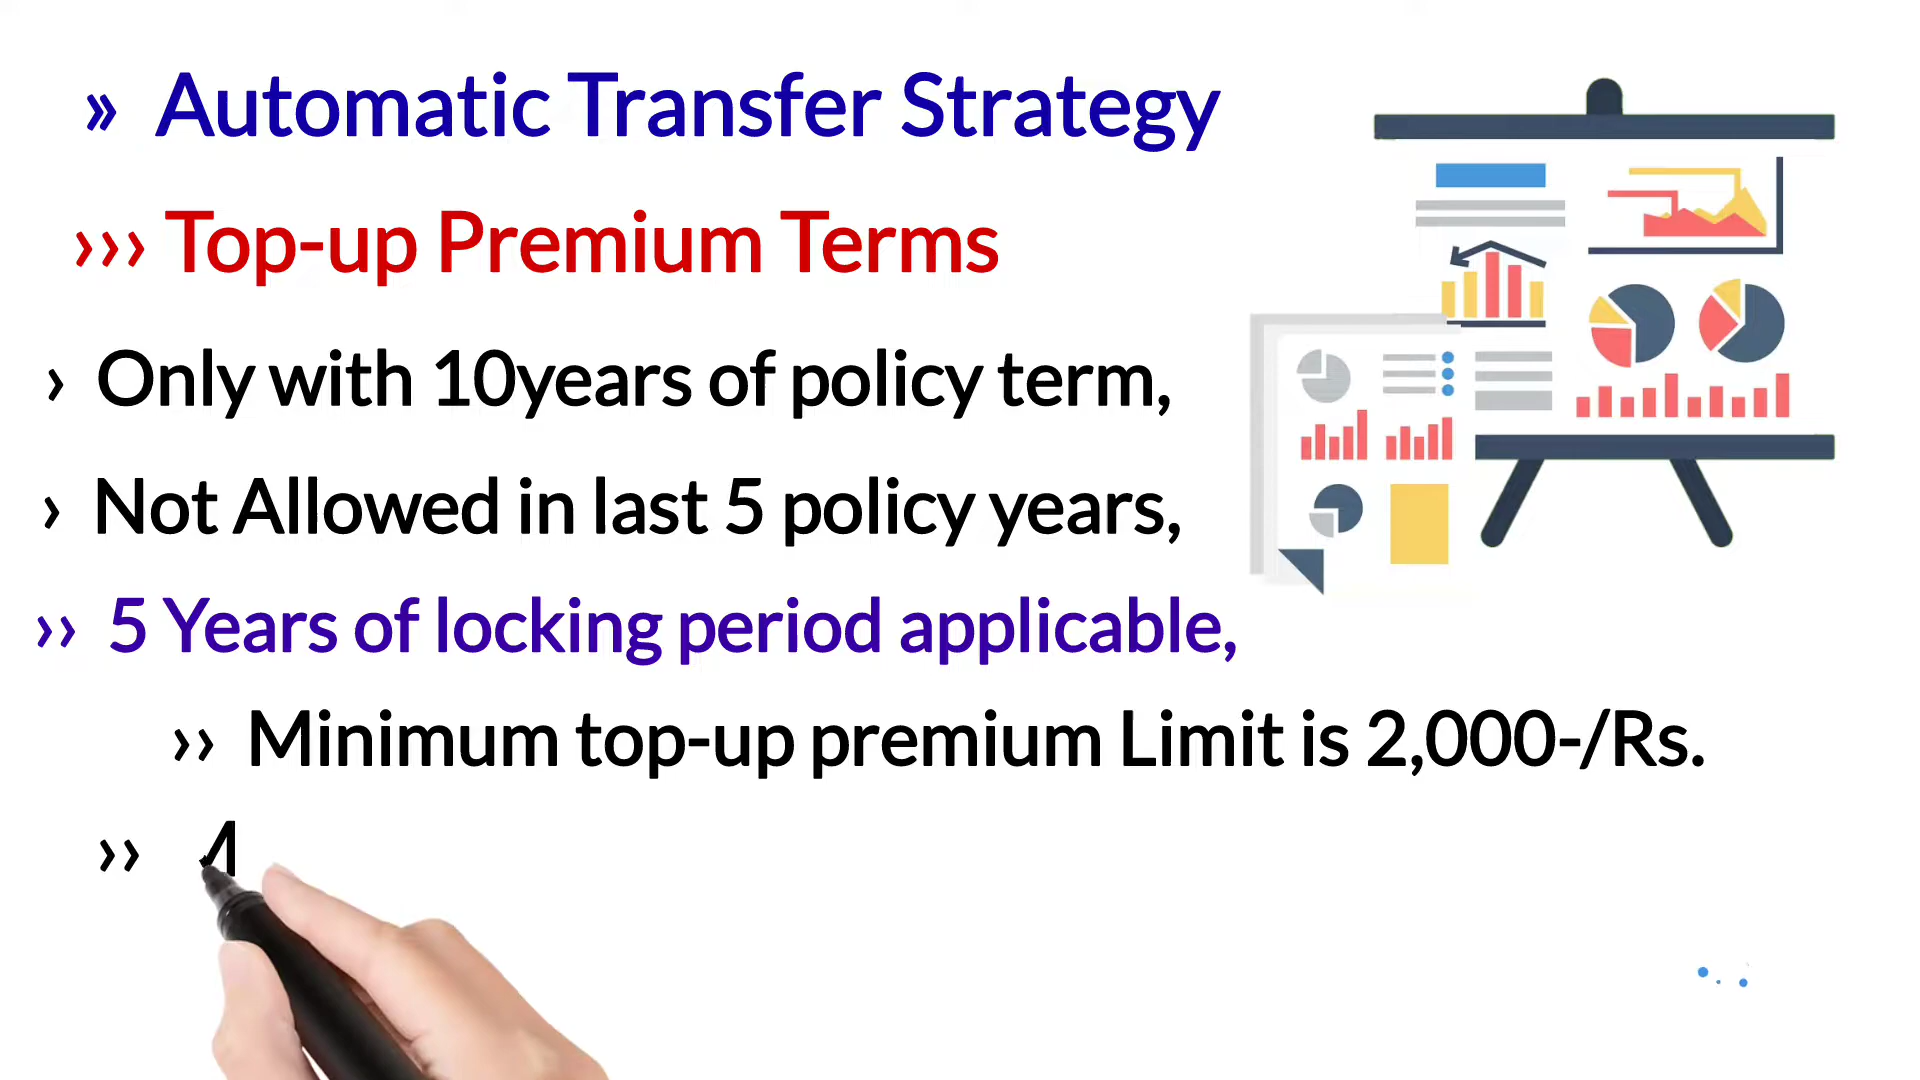 » Automatic Transfer Strategy
››› Top-up Premium Terms
› Only with 10years of policy term,
› Not Allowed in last 5 policy years,
›› 5 Years of locking period applicable,
›› Minimum top-up premium Limit is 2,000-/Rs.
››